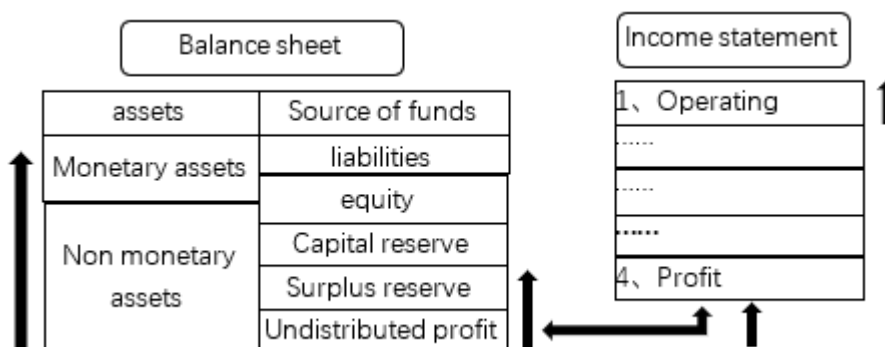 Balance sheet
assets
Source of funds
Monetary assets
liabilities
equity
Non monetary
assets
Capital reserve
Surplus reserve
Undistributed profit
Income statement
1、Operating
......
......
......
4、Profit